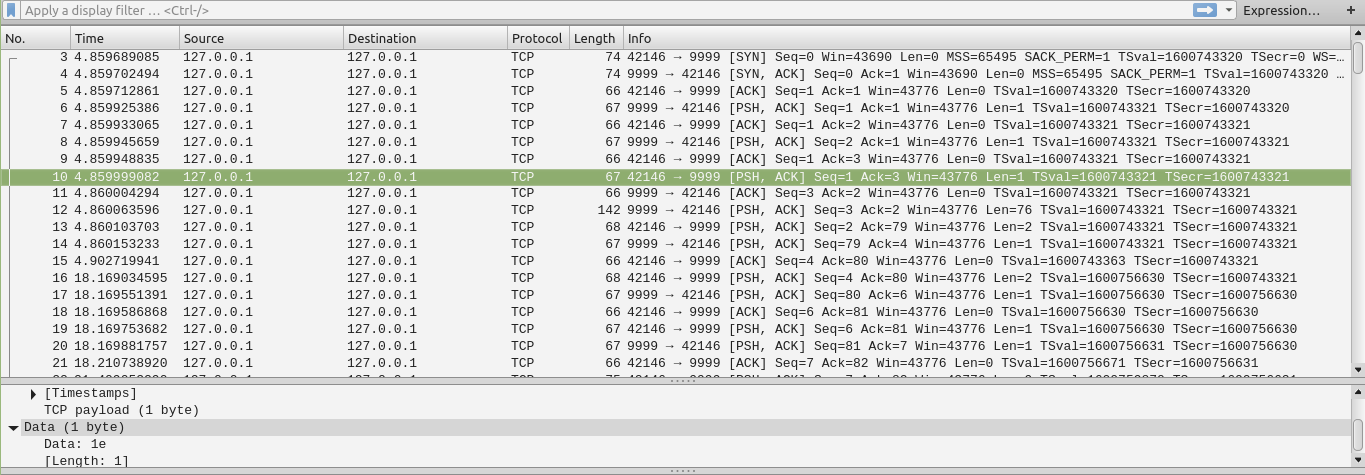 Apply a display filter … <Ctrl-/> Expression… +
No. Time Source Destination Protocol Length Info
3 4.859689085 127.0.0.1 127.0.0.1 TCP 74 42146 → 9999 [SYN] Seq=0 Win=43690 Len=0 MSS=65495 SACK_PERM=1 TSval=1600743320 TSecr=0 WS=…
4 4.859702494 127.0.0.1 127.0.0.1 TCP 74 9999 → 42146 [SYN, ACK] Seq=0 Ack=1 Win=43690 Len=0 MSS=65495 SACK_PERM=1 TSval=1600743320 …
5 4.859712861 127.0.0.1 127.0.0.1 TCP 66 42146 → 9999 [ACK] Seq=1 Ack=1 Win=43776 Len=0 TSval=1600743320 TSecr=1600743320
6 4.859925386 127.0.0.1 127.0.0.1 TCP 67 9999 → 42146 [PSH, ACK] Seq=1 Ack=1 Win=43776 Len=1 TSval=1600743321 TSecr=1600743320
7 4.859933065 127.0.0.1 127.0.0.1 TCP 66 42146 → 9999 [ACK] Seq=1 Ack=2 Win=43776 Len=0 TSval=1600743321 TSecr=1600743321
8 4.859945659 127.0.0.1 127.0.0.1 TCP 67 9999 → 42146 [PSH, ACK] Seq=2 Ack=1 Win=43776 Len=1 TSval=1600743321 TSecr=1600743321
9 4.859948835 127.0.0.1 127.0.0.1 TCP 66 42146 → 9999 [ACK] Seq=1 Ack=3 Win=43776 Len=0 TSval=1600743321 TSecr=1600743321
10 4.859999082 127.0.0.1 127.0.0.1 TCP 67 42146 → 9999 [PSH, ACK] Seq=1 Ack=3 Win=43776 Len=1 TSval=1600743321 TSecr=1600743321
11 4.860004294 127.0.0.1 127.0.0.1 TCP 66 9999 → 42146 [ACK] Seq=3 Ack=2 Win=43776 Len=0 TSval=1600743321 TSecr=1600743321
12 4.860063596 127.0.0.1 127.0.0.1 TCP 142 9999 → 42146 [PSH, ACK] Seq=3 Ack=2 Win=43776 Len=76 TSval=1600743321 TSecr=1600743321
13 4.860103703 127.0.0.1 127.0.0.1 TCP 68 42146 → 9999 [PSH, ACK] Seq=2 Ack=79 Win=43776 Len=2 TSval=1600743321 TSecr=1600743321
14 4.860153233 127.0.0.1 127.0.0.1 TCP 67 9999 → 42146 [PSH, ACK] Seq=79 Ack=4 Win=43776 Len=1 TSval=1600743321 TSecr=1600743321
15 4.902719941 127.0.0.1 127.0.0.1 TCP 66 42146 → 9999 [ACK] Seq=4 Ack=80 Win=43776 Len=0 TSval=1600743363 TSecr=1600743321
16 18.169034595 127.0.0.1 127.0.0.1 TCP 68 42146 → 9999 [PSH, ACK] Seq=4 Ack=80 Win=43776 Len=2 TSval=1600756630 TSecr=1600743321
17 18.169551391 127.0.0.1 127.0.0.1 TCP 67 9999 → 42146 [PSH, ACK] Seq=80 Ack=6 Win=43776 Len=1 TSval=1600756630 TSecr=1600756630
18 18.169586868 127.0.0.1 127.0.0.1 TCP 66 42146 → 9999 [ACK] Seq=6 Ack=81 Win=43776 Len=0 TSval=1600756630 TSecr=1600756630
19 18.169753682 127.0.0.1 127.0.0.1 TCP 67 42146 → 9999 [PSH, ACK] Seq=6 Ack=81 Win=43776 Len=1 TSval=1600756630 TSecr=1600756630
20 18.169881757 127.0.0.1 127.0.0.1 TCP 67 9999 → 42146 [PSH, ACK] Seq=81 Ack=7 Win=43776 Len=1 TSval=1600756631 TSecr=1600756630
21 18.210738920 127.0.0.1 127.0.0.1 TCP 66 42146 → 9999 [ACK] Seq=7 Ack=82 Win=43776 Len=0 TSval=1600756671 TSecr=1600756631
[Timestamps]
TCP payload (1 byte)
Data (1 byte)
Data: 1e
[Length: 1]